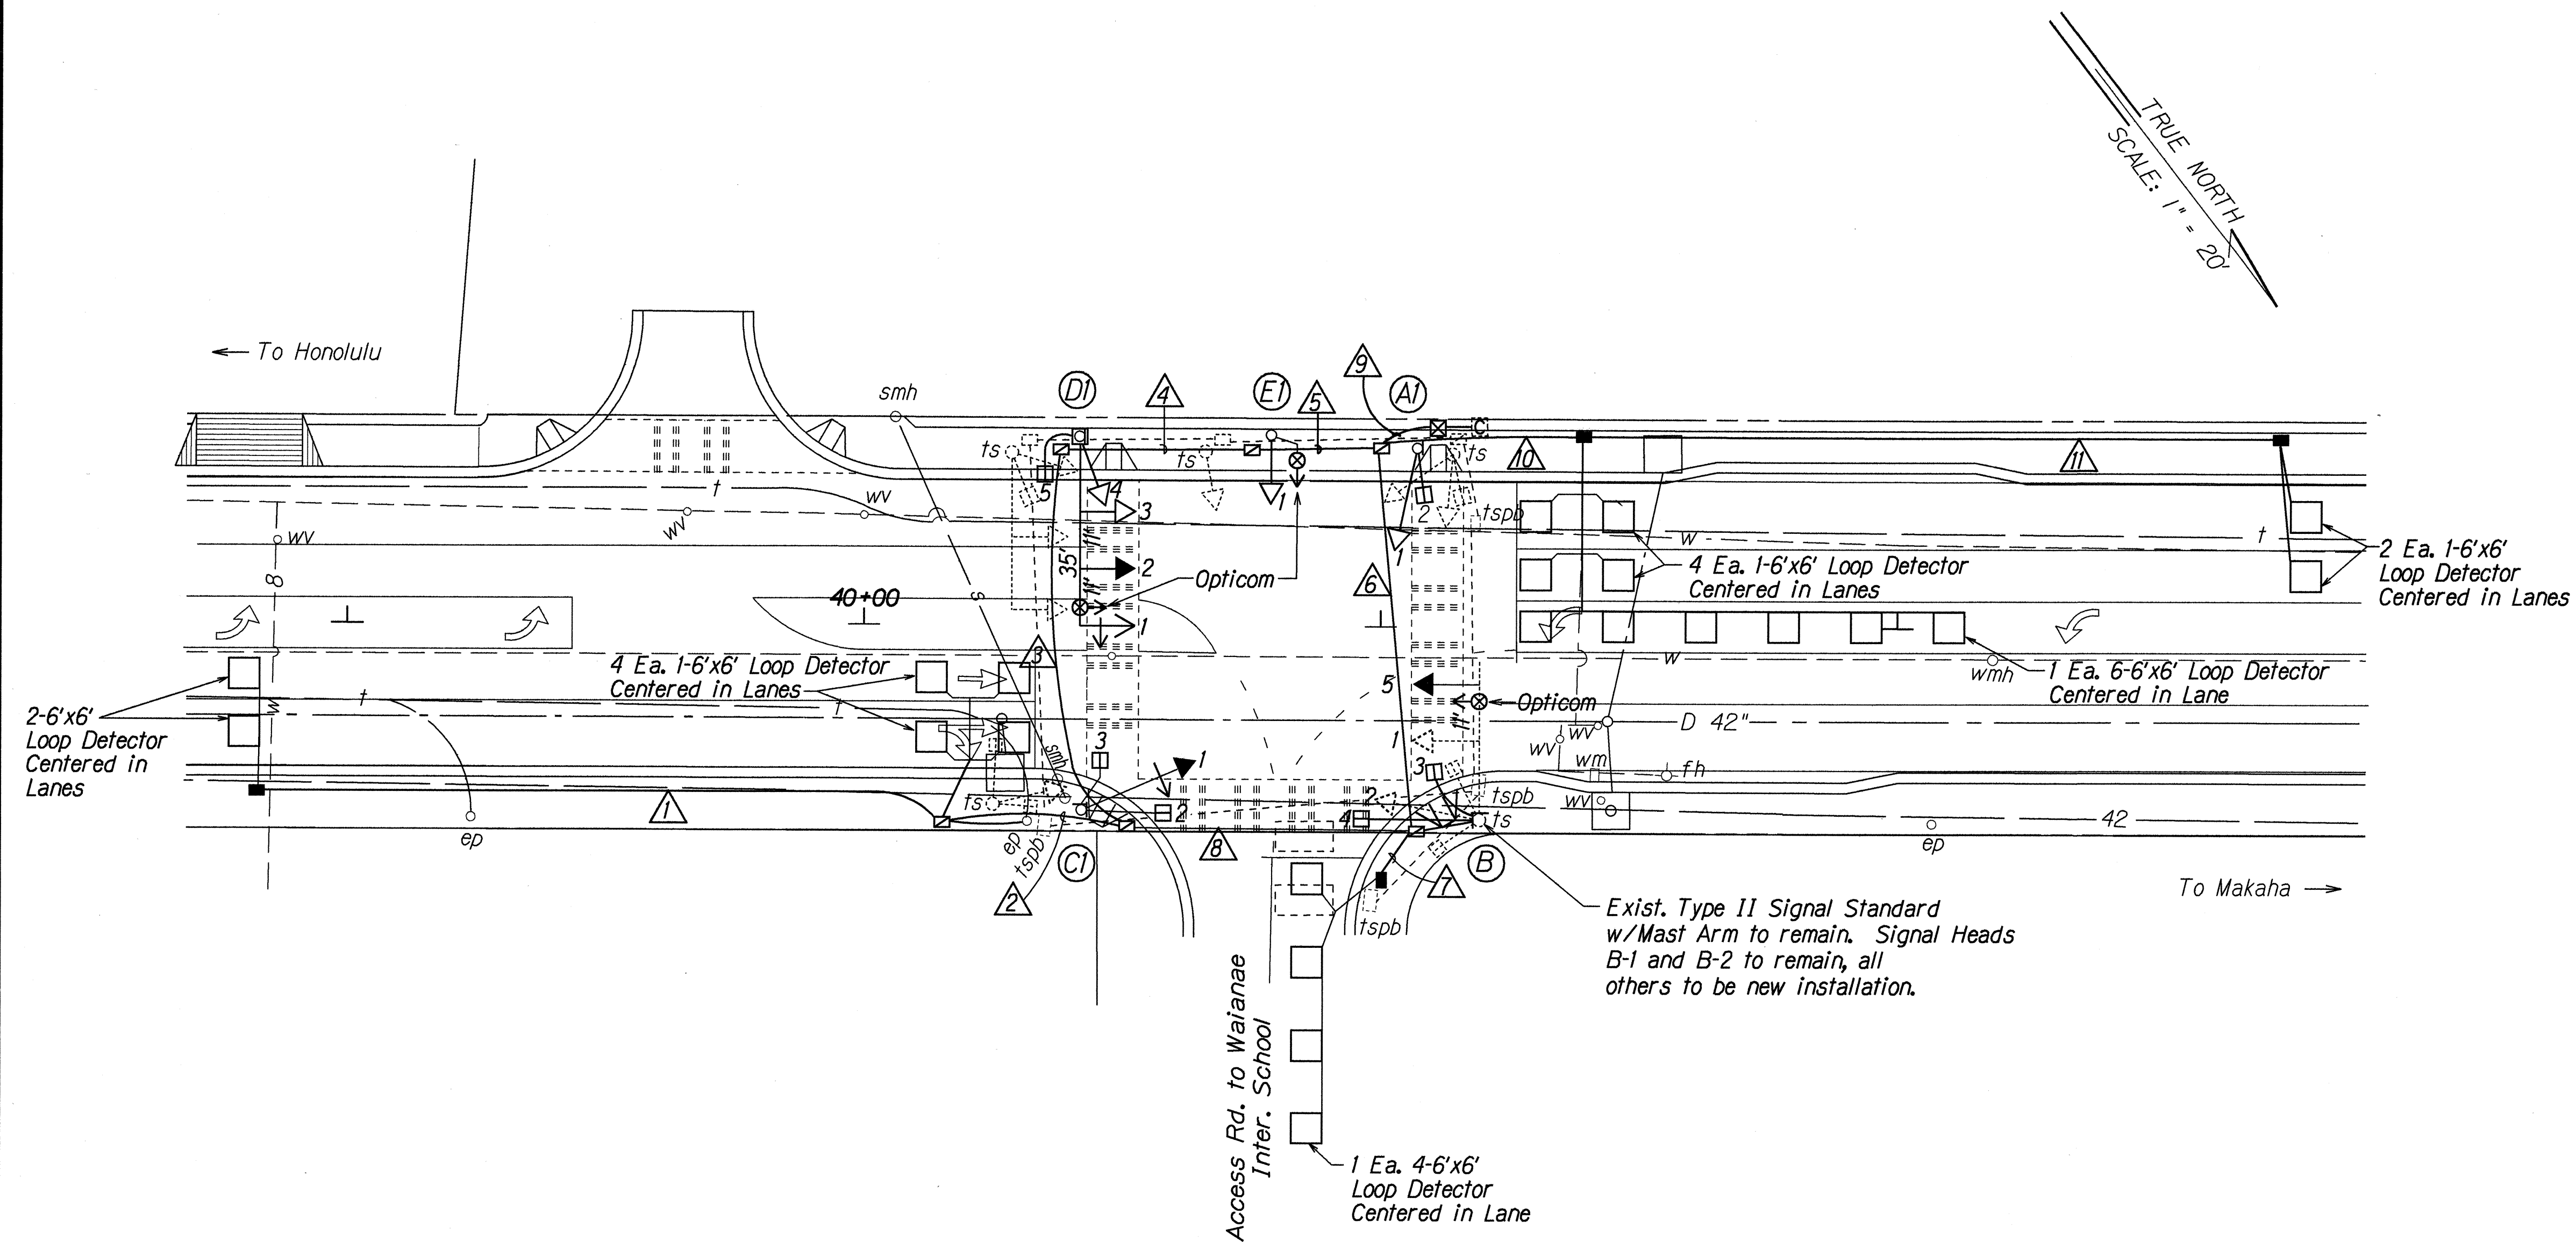 TRUE NORTH
SCALE: 1" = 20'
To Honolulu
smh
D1
4
E1
5
9
A1
C
ts
ts
ts
10
11
5
4
3
1
2
1
tspb
t
wv
wv
wv
8
w
t
35'
11'
11'
2
Opticom
6
4 Ea. 1-6'x6' Loop Detector
Centered in Lanes
2 Ea. 1-6'x6'
Loop Detector
Centered in Lanes
40+00
s
1
3
4 Ea. 1-6'x6' Loop Detector
Centered in Lanes
w
wmh
1 Ea. 6-6'x6' Loop Detector
Centered in Lane
5
Opticom
11'
2-6'x6'
Loop Detector
Centered in
Lanes
w
t
t
D 42"
wv
wv
1
3
smh
1
3
wm
fh
1
ts
2
2
4
tspb
ts
wv
42
ep
ep
tspb
ep
8
2
C1
7
B
tspb
To Makaha
Exist. Type II Signal Standard
w/Mast Arm to remain. Signal Heads
B-1 and B-2 to remain, all
others to be new installation.
Access Rd. to Waianae
Inter. School
1 Ea. 4-6'x6'
Loop Detector
Centered in Lane